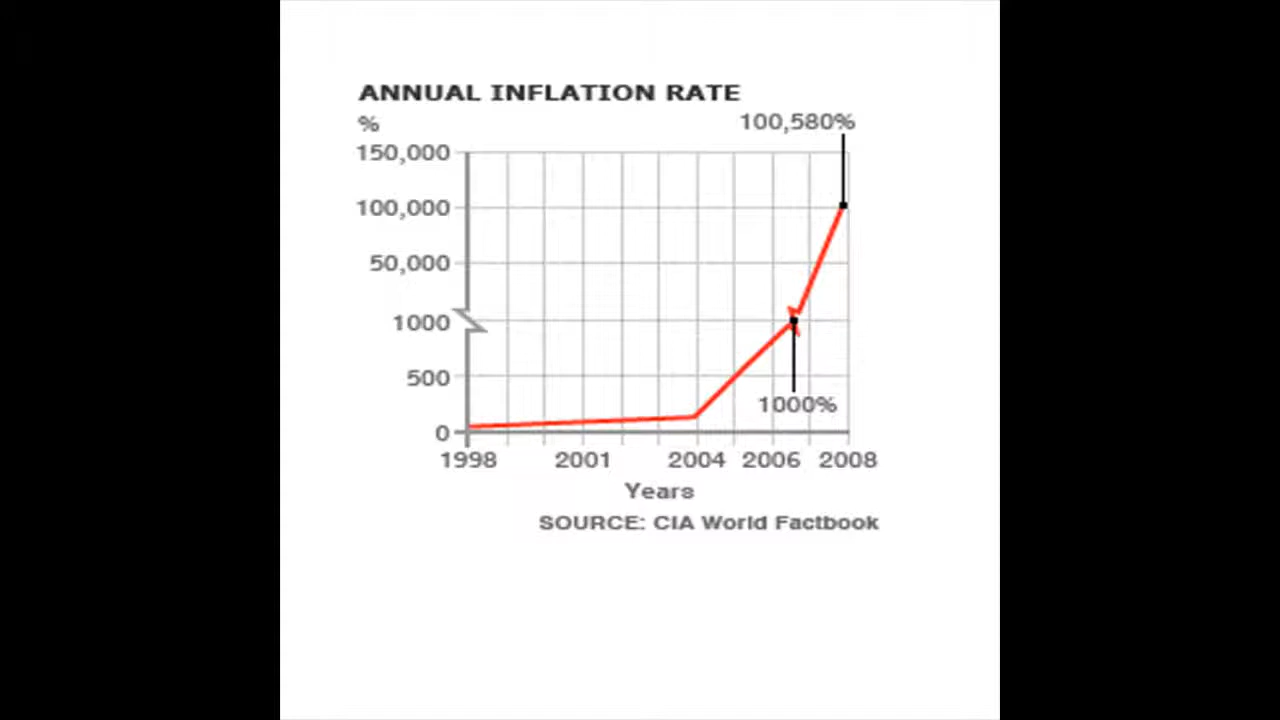 ANNUAL INFLATION RATE
%
100,580%
150,000
100,000
50,000
1000
500
1000%
0
1998 2001 2004 2006 2008
Years
SOURCE: CIA World Factbook